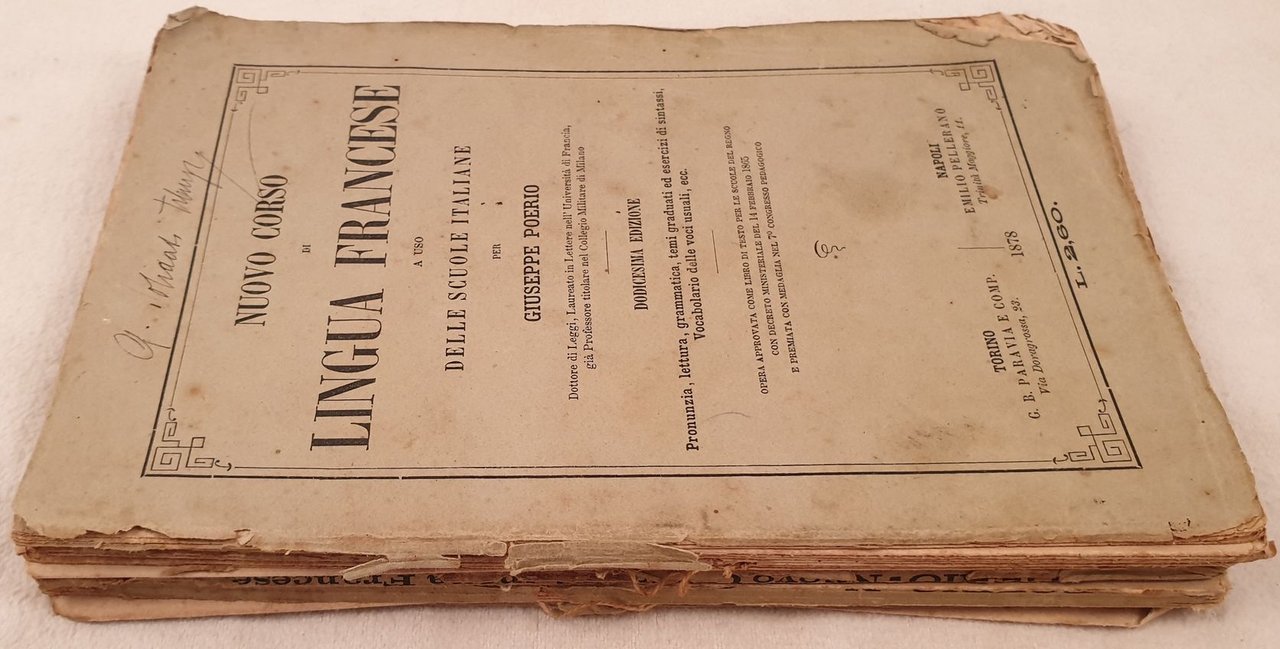 NUOVO CORSO
DI
LINGUA FRANCESE
A USO
DELLE SCUOLE ITALIANE
PER
GIUSEPPE POERIO
Dottore di Leggi, Laureato in Lettere nell' Università di Francia,
già Professore titolare nel Collegio Militare di Milano
DODICESIMA EDIZIONE
Pronunzia, lettura, grammatica, temi graduati ed esercizi di sintassi,
Vocabolario delle voci usuali, ecc.
OPERA APPROVATA COME LIBRO DI TESTO PER LE SCUOLE DEL REGNO
CON DECRETO MINISTERIALE DEL 14 FEBBRAIO 1865
E PREMIATA CON MEDAGLIA NEL 7° CONGRESSO PEDAGOGICO
TORINO
G. B. PARAVIA E COMP.
Via Doragrossa, 23.
NAPOLI
EMILIO PELLERANO
Trinità Maggiore, 11.
1878
L. 2,60.
Nuovo
a Francese